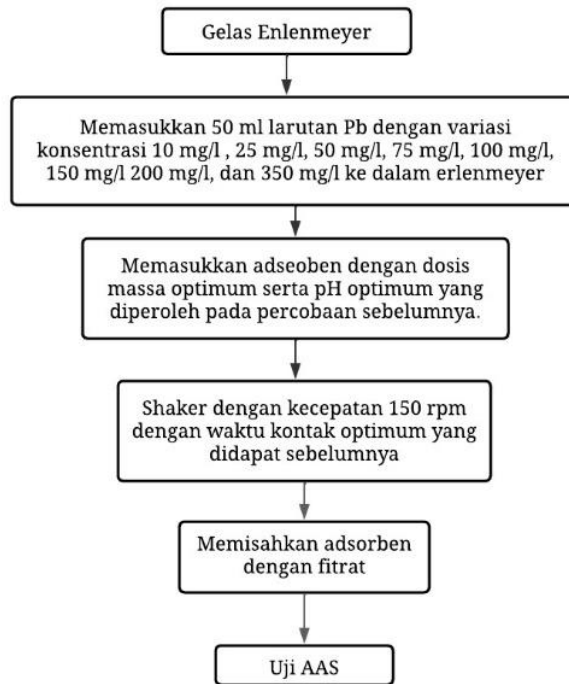 Gelas Enlenmeyer
Memasukkan 50 ml larutan Pb dengan variasi
konsentrasi 10 mg/l , 25 mg/l, 50 mg/l, 75 mg/l, 100 mg/l,
150 mg/l 200 mg/l, dan 350 mg/l ke dalam erlenmeyer
Memasukkan adseoben dengan dosis
massa optimum serta pH optimum yang
diperoleh pada percobaan sebelumnya.
Shaker dengan kecepatan 150 rpm
dengan waktu kontak optimum yang
didapat sebelumnya
Memisahkan adsorben
dengan fitrat
Uji AAS